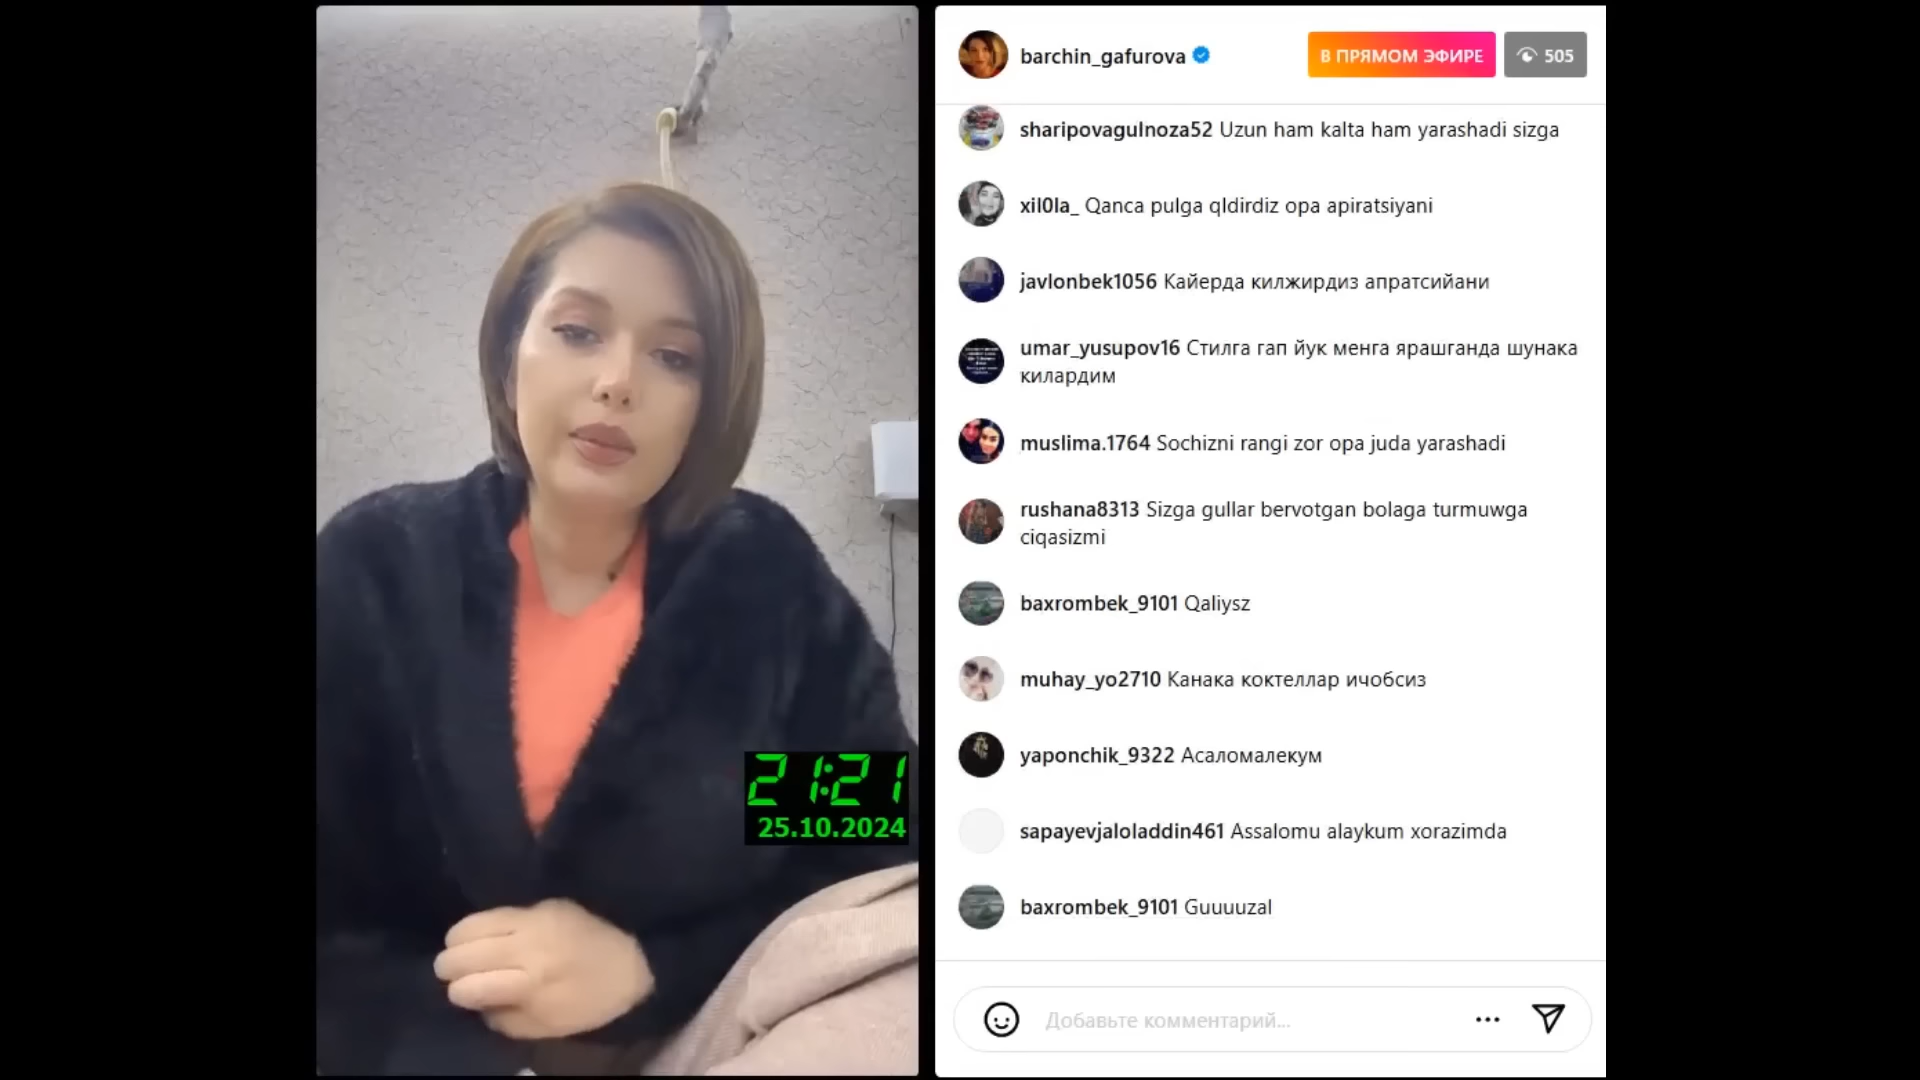 barchin_gafurova
В ПРЯМОМ ЭФИРЕ
505
sharipovagulnoza52 Uzun ham kalta ham yarashadi sizga
xil0la_ Qanca pulga qldirdiz opa apiratsiyani
javlonbek1056 Кайерда килжирдиз апратсийани
umar_yusupov16 Стилга гап йук менга ярашганда шунака
килардим
muslima.1764 Sochizni rangi zor opa juda yarashadi
rushana8313 Sizga gullar bervotgan bolaga turmuwga
ciqasizmi
baxrombek_9101 Qaliysz
muhay_yo2710 Канака коктеллар ичобсиз
yaponchik_9322 Асаломалекум
sapayevjaloladdin461 Assalomu alaykum xorazimda
baxrombek_9101 Guuuuzal
Добавьте комментарий...
21:21
25.10.2024